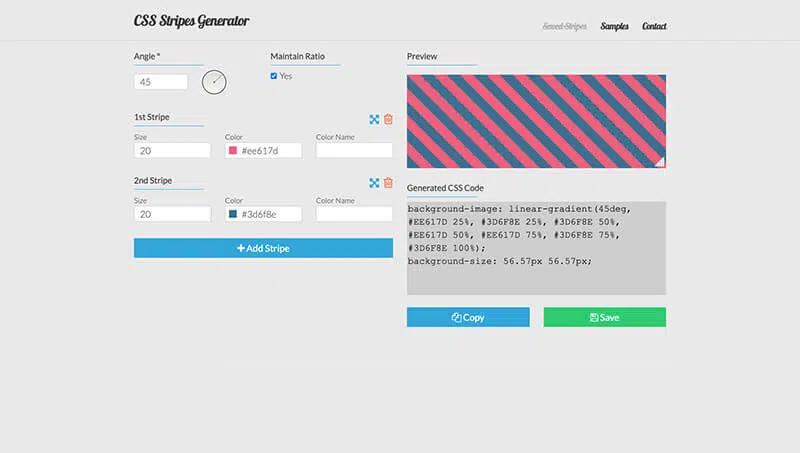 CSS Stripes Generator
Saved Stripes Samples Contact
Angle *
45
Maintain Ratio
Yes
1st Stripe
Size Color Color Name
20 #ee617d
2nd Stripe
Size Color Color Name
20 #3d6f8e
Add Stripe
Preview
Generated CSS Code
background-image: linear-gradient(45deg,
#EE617D 25%, #3D6F8E 25%, #3D6F8E 50%,
#EE617D 50%, #EE617D 75%, #3D6F8E 75%,
#3D6F8E 100%);
background-size: 56.57px 56.57px;
Copy Save